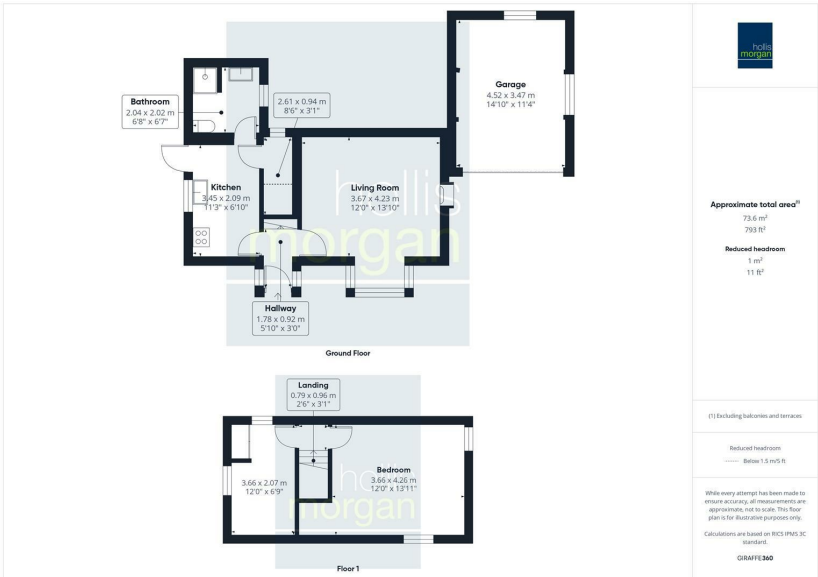 Bathroom
2.04 x 2.02 m
6'8" x 6'7"
2.61 x 0.94 m
8'6" x 3'1"
Garage
4.52 x 3.47 m
14'10" x 11'4"
Kitchen
3.45 x 2.09 m
11'3" x 6'10"
Living Room
3.67 x 4.23 m
12'0" x 13'10"
hollis
morgan
Hallway
1.78 x 0.92 m
5'10" x 3'0"
Ground Floor
Landing
0.79 x 0.96 m
2'6" x 3'1"
3.66 x 2.07 m
12'0" x 6'9"
Bedroom
3.66 x 4.26 m
12'0" x 13'11"
hollis
morgan
Floor 1
hollis
morgan
Approximate total area(1)
73.6 m²
793 ft²
Reduced headroom
1 m²
11 ft²
(1) Excluding balconies and terraces
Reduced headroom
Below 1.5 m/5 ft
While every attempt has been made to
ensure accuracy, all measurements are
approximate, not to scale. This floor
plan is for illustrative purposes only.
Calculations are based on RICS IPMS 3C
standard.
GIRAFFE360